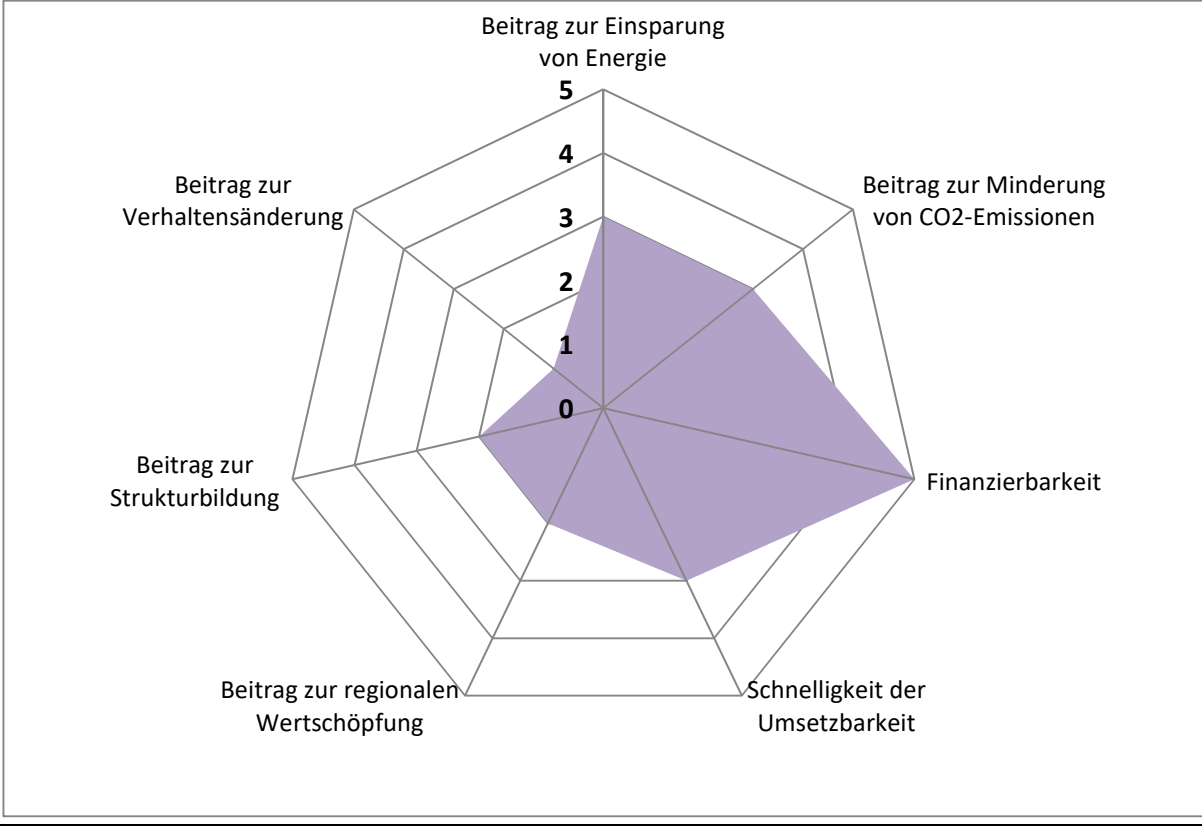 Beitrag zur Einsparung
von Energie
5
4
3
2
1
0
Beitrag zur Minderung
von CO2-Emissionen
Finanzierbarkeit
Schnelligkeit der
Umsetzbarkeit
Beitrag zur regionalen
Wertschöpfung
Beitrag zur
Strukturbildung
Beitrag zur
Verhaltensänderung